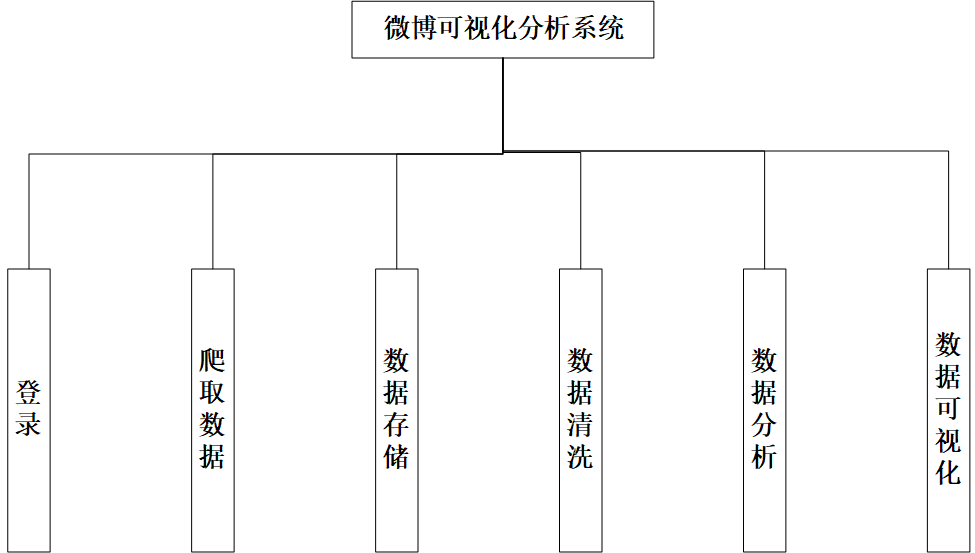 微博可视化分析系统
登录
爬取数据
数据存储
数据清洗
数据分析
数据可视化